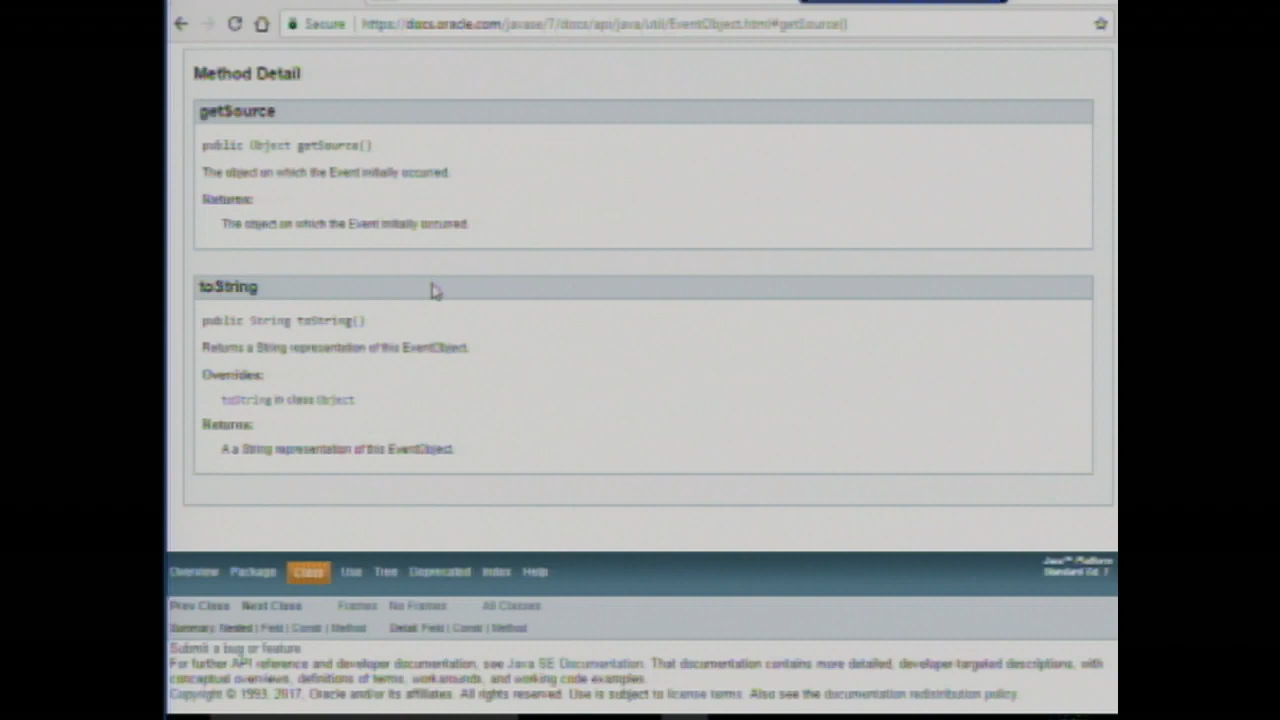 Secure | https://docs.oracle.com/javase/7/docs/api/java/util/EventObject.html#getSource()
Method Detail
getSource
public Object getSource()
The object on which the Event initially occurred.
Returns:
The object on which the Event initially occurred.
toString
public String toString()
Returns a String representation of this EventObject.
Overrides:
toString in class Object
Returns:
A a String representation of this EventObject.
Overview Package Class Use Tree Deprecated Index Help
Java™ Platform
Standard Ed. 7
Prev Class Next Class Frames No Frames All Classes
Summary: Nested | Field | Constr | Method Detail: Field | Constr | Method
Submit a bug or feature
For further API reference and developer documentation, see Java SE Documentation. That documentation contains more detailed, developer-targeted descriptions, with
conceptual overviews, definitions of terms, workarounds, and working code examples.
Copyright © 1993, 2017, Oracle and/or its affiliates. All rights reserved. Use is subject to license terms. Also see the documentation redistribution policy.